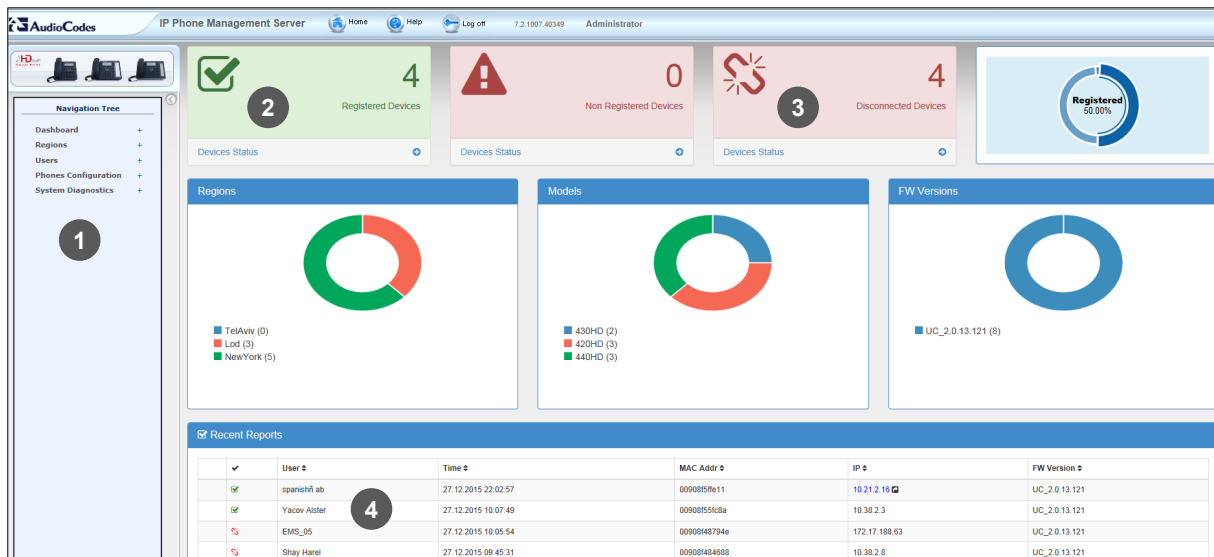 AudioCodes
IP Phone Management Server Home Help Log off 7.2.1007.40349 Administrator
HD
Navigation Tree
Dashboard +
Regions +
Users +
Phones Configuration +
System Diagnostics +
1
4
Registered Devices
2
Devices Status
0
Non Registered Devices
Devices Status
4
Disconnected Devices
3
Devices Status
Registered
50.00%
Regions
TelAviv (0)
Lod (3)
NewYork (5)
Models
430HD (2)
420HD (3)
440HD (3)
FW Versions
UC_2.0.13.121 (8)
Recent Reports
User Time MAC Addr IP FW Version
spanishñ ab 27.12.2015 22:02:57 00908f5ffe11 10.21.2.16 UC_2.0.13.121
Yacov Alster 27.12.2015 10:07:49 00908f55fc8a 10.38.2.3 UC_2.0.13.121
4
EMS_05 27.12.2015 10:05:54 00908f48794e 172.17.188.63 UC_2.0.13.121
Shay Harel 27.12.2015 09:45:31 00908f484688 10.38.2.8 UC_2.0.13.121